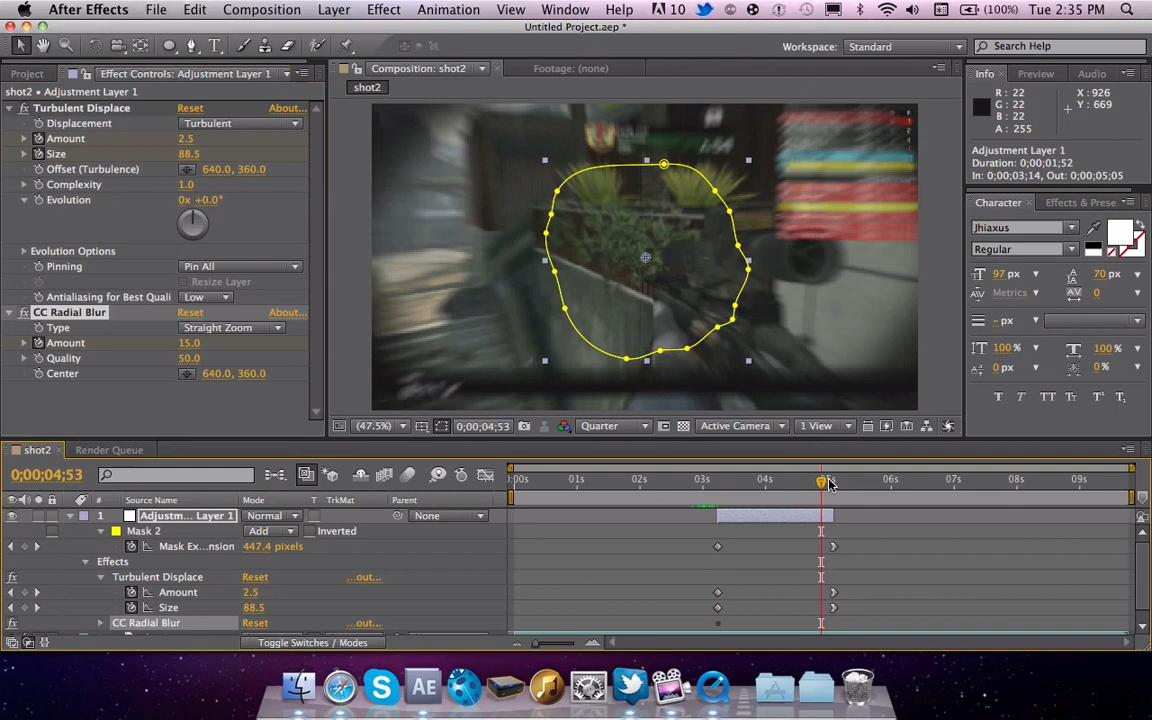 After Effects File Edit Composition Layer Effect Animation View Window Help 10 (100%) Tue 2:35 PM
Untitled Project.aep *
Workspace: Standard Search Help
Project Effect Controls: Adjustment Layer 1 Composition: shot2 Footage: (none) Info Preview Audio
shot2 • Adjustment Layer 1 shot2
Turbulent Displace Reset About...
Displacement Turbulent
Amount 2.5
Size 88.5
Offset (Turbulence) 640.0, 360.0
Complexity 1.0
Evolution 0x +0.0°
Evolution Options
Pinning Pin All
Resize Layer
Antialiasing for Best Quali Low
CC Radial Blur Reset About...
Type Straight Zoom
Amount 15.0
Quality 50.0
Center 640.0, 360.0
R: 22 X: 926
G: 22 Y: 669
B: 22
A: 255
Adjustment Layer 1
Duration: 0;00;01;52
In: 0;00;03;14, Out: 0;00;05;05
Character Effects & Prese
Jhiaxus
Regular
97 px 70 px
Metrics 0
- px
100 % 100 %
0 px 0 %
T T TT Tt T¹ T₁
(47.5%) 0;00;04;53 Quarter Active Camera 1 View
shot2 Render Queue
0;00;04;53 :00s 01s 02s 03s 04s 05s 06s 07s 08s 09s
# Source Name Mode T TrkMat Parent
1 Adjustm... Layer 1 Normal None
Mask 2 Add Inverted
Mask Ex...nsion 447.4 pixels
Effects
Turbulent Displace Reset ...out...
Amount 2.5
Size 88.5
CC Radial Blur Reset ...out...
Toggle Switches / Modes
AE